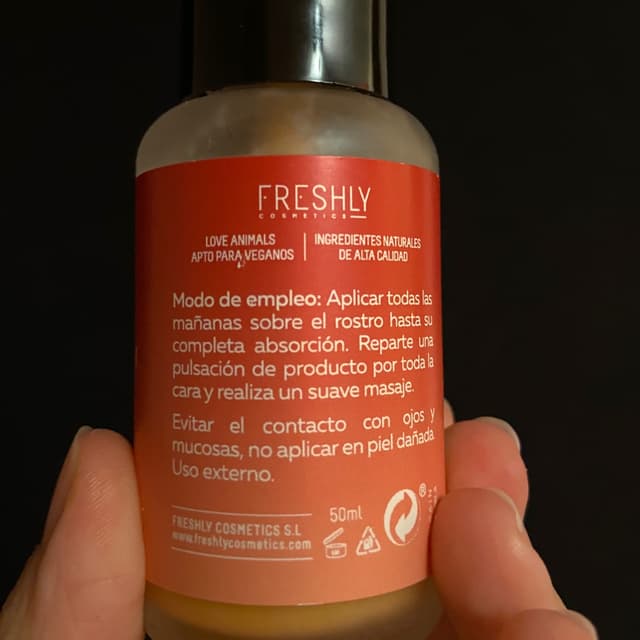 FRESHLY
COSMETICS
LOVE ANIMALS
APTO PARA VEGANOS
INGREDIENTES NATURALES
DE ALTA CALIDAD
Modo de empleo: Aplicar todas las
mañanas sobre el rostro hasta su
completa absorción. Reparte una
pulsación de producto por toda la
cara y realiza un suave masaje.
Evitar el contacto con ojos y
mucosas, no aplicar en piel dañada.
Uso externo.
FRESHLY COSMETICS S.L
www.freshlycosmetics.com
50ml